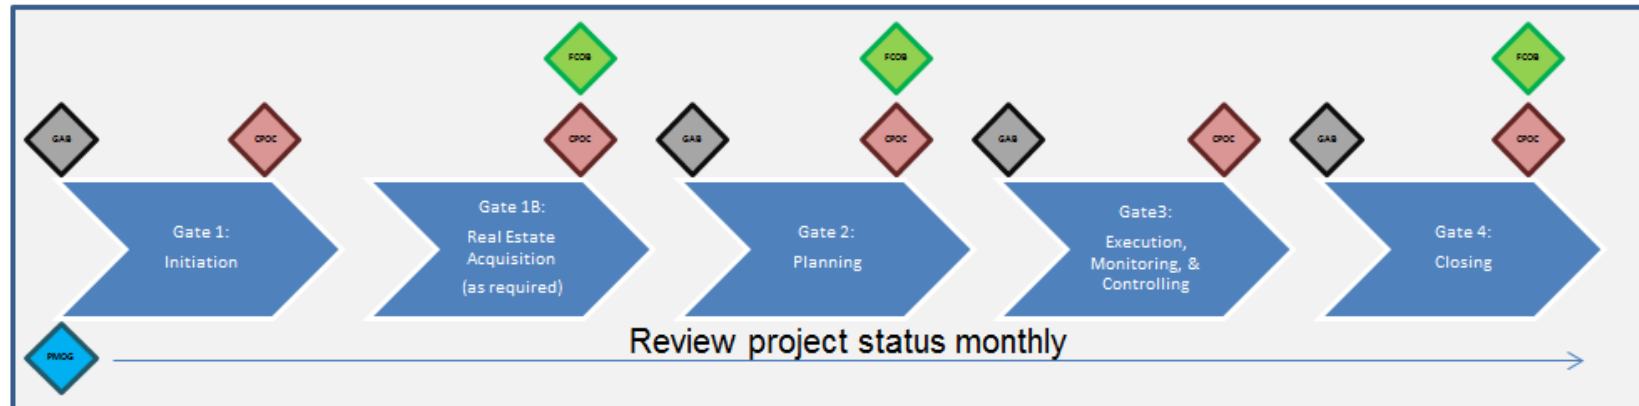 FCOB
FCOB
FCOB
GAB
CPOC
CPOC
GAB
CPOC
GAB
CPOC
GAB
CPOC
Gate 1:
Initiation
Gate 1B:
Real Estate
Acquisition
(as required)
Gate 2:
Planning
Gate3:
Execution,
Monitoring, &
Controlling
Gate 4:
Closing
PMOG
Review project status monthly